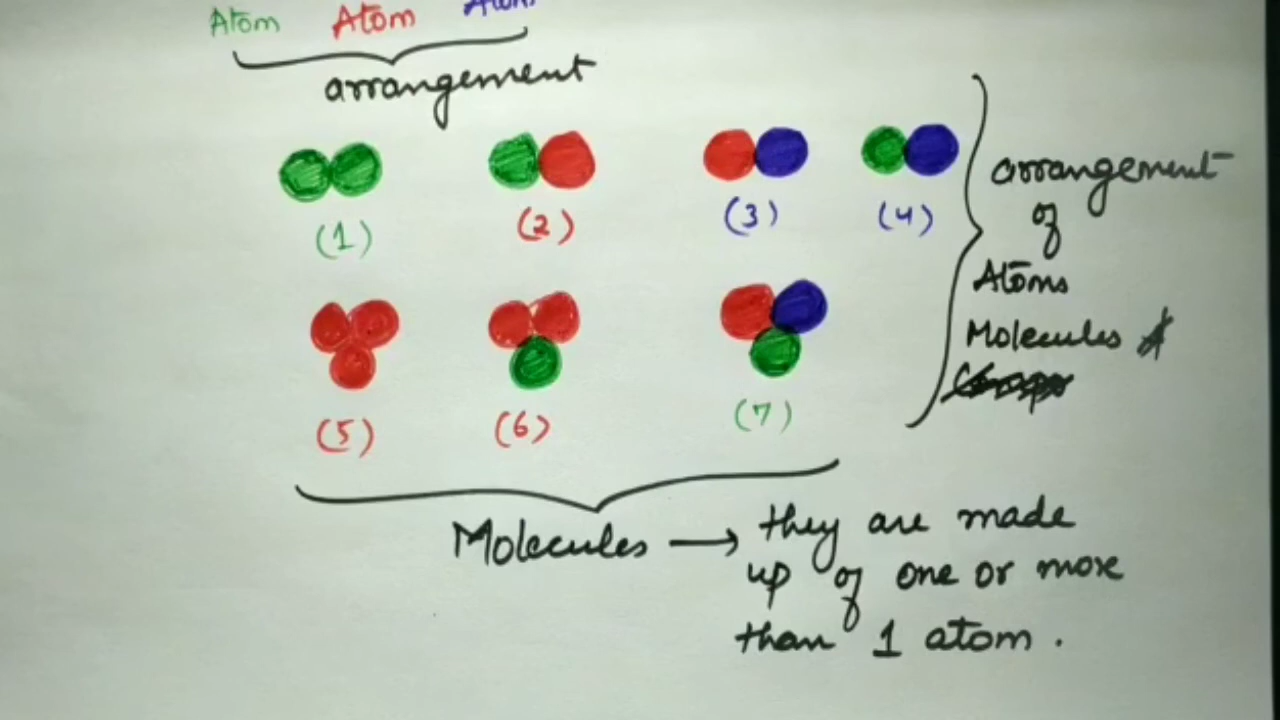 Atom Atom Atom
arrangement
(1) (2) (3) (4)
(5) (6) (7)
arrangement
of
Atoms
Molecules
Molecules → they are made
up of one or more
than 1 atom .